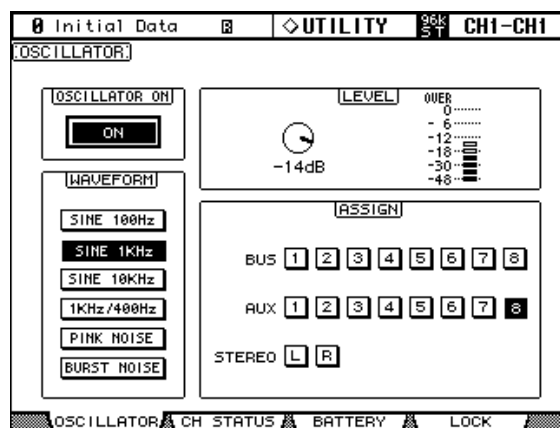 0 Initial Data R ◇UTILITY 96k ST CH1-CH1
OSCILLATOR
OSCILLATOR ON
ON
WAVEFORM
SINE 100Hz
SINE 1KHz
SINE 10KHz
1KHz/400Hz
PINK NOISE
BURST NOISE
LEVEL
-14dB
OVER
0
- 6
-12
-18
-30
-48
ASSIGN
BUS 1 2 3 4 5 6 7 8
AUX 1 2 3 4 5 6 7 8
STEREO L R
OSCILLATOR CH STATUS BATTERY LOCK